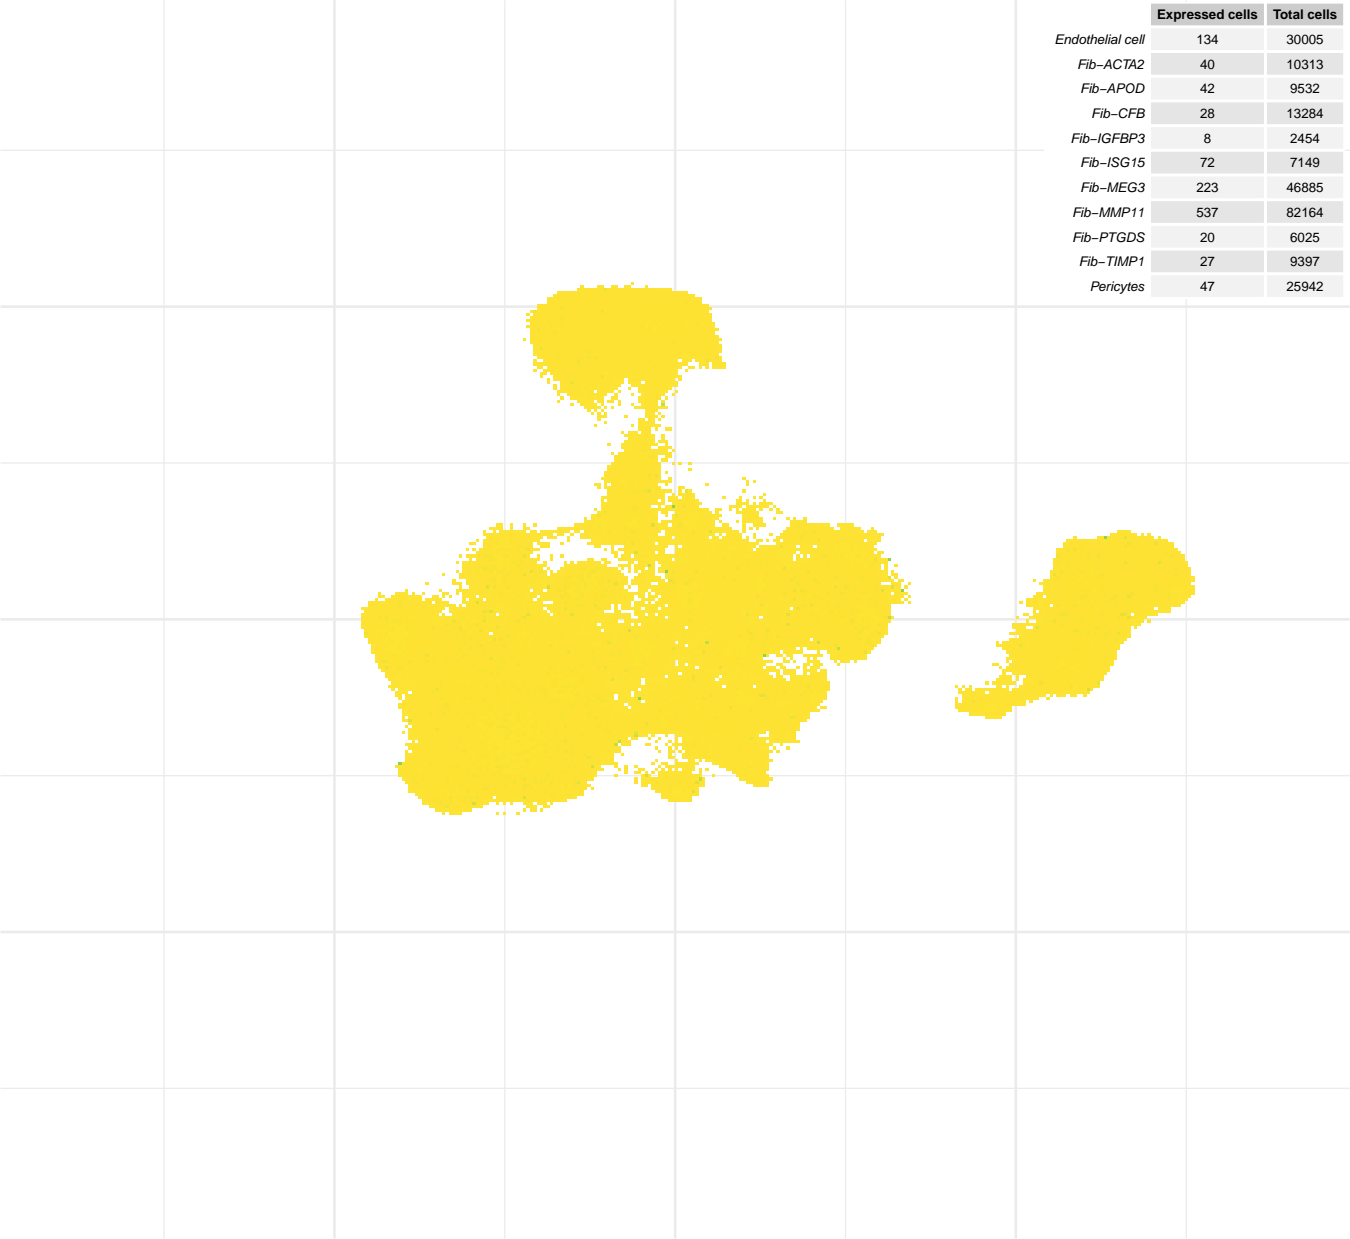 Expressed cells Total cells
Endothelial cell 134 30005
Fib−ACTA2 40 10313
Fib−APOD 42 9532
Fib−CFB 28 13284
Fib−IGFBP3 8 2454
Fib−ISG15 72 7149
Fib−MEG3 223 46885
Fib−MMP11 537 82164
Fib−PTGDS 20 6025
Fib−TIMP1 27 9397
Pericytes 47 25942